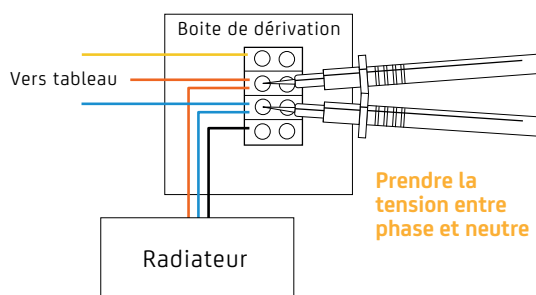 Boite de dérivation
Vers tableau
Prendre la
tension entre
phase et neutre
Radiateur